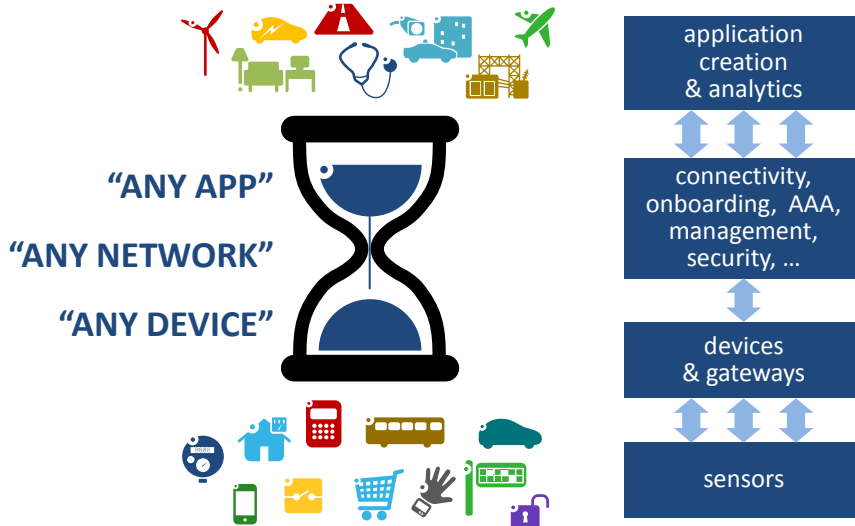 “ANY APP”
“ANY NETWORK”
“ANY DEVICE”
application
creation
& analytics
connectivity,
onboarding, AAA,
management,
security, …
devices
& gateways
sensors